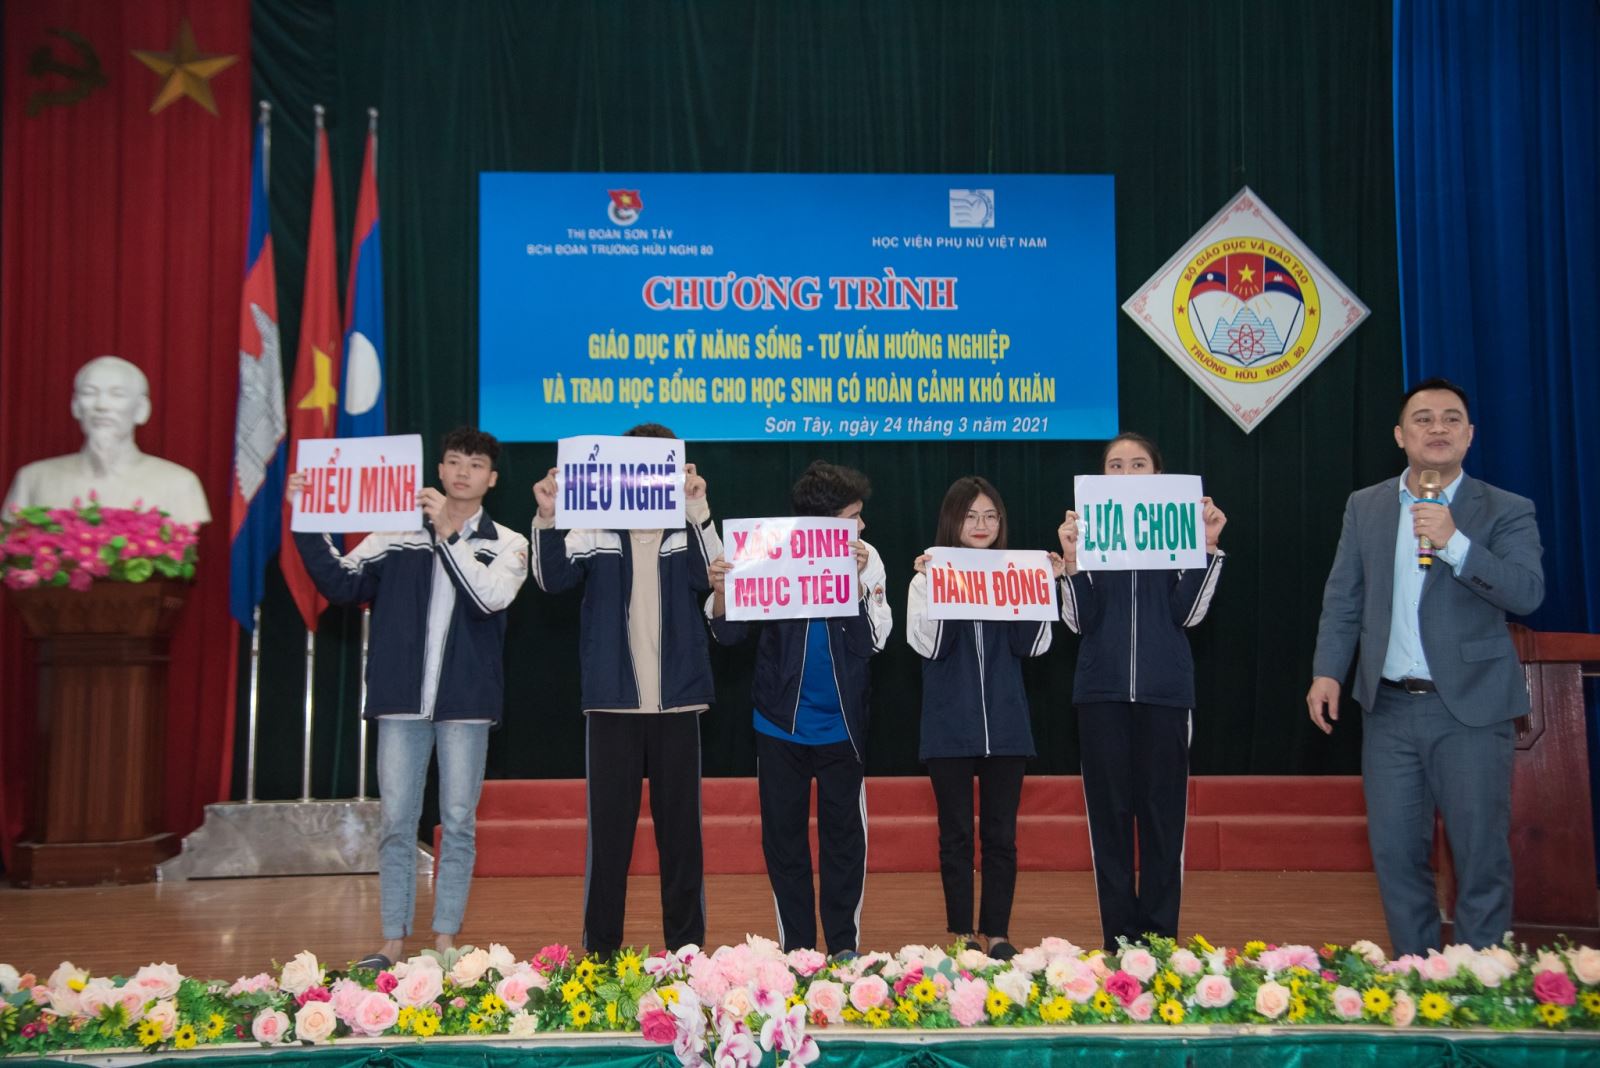 THỊ ĐOÀN SƠN TÂY
BCH ĐOÀN TRƯỜNG HỮU NGHỊ 80
HỌC VIỆN PHỤ NỮ VIỆT NAM
CHƯƠNG TRÌNH
GIÁO DỤC KỸ NĂNG SỐNG - TƯ VẤN HƯỚNG NGHIỆP
VÀ TRAO HỌC BỔNG CHO HỌC SINH CÓ HOÀN CẢNH KHÓ KHĂN
Sơn Tây, ngày 24 tháng 3 năm 2021
BỘ GIÁO DỤC VÀ ĐÀO TẠO
TRƯỜNG HỮU NGHỊ 80
HIỂU MÌNH
HIỂU NGHỀ
XÁC ĐỊNH
MỤC TIÊU
HÀNH ĐỘNG
LỰA CHỌN